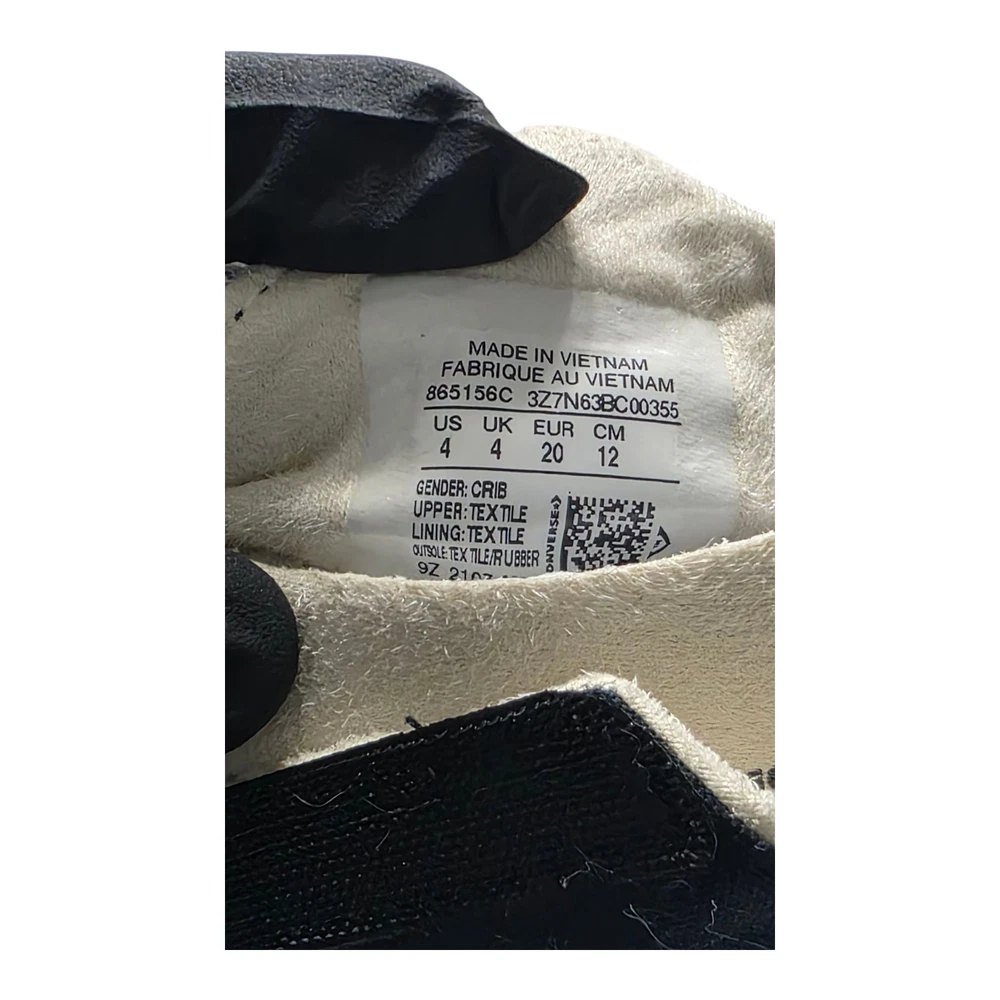 MADE IN VIETNAM
FABRIQUE AU VIETNAM
865156C 3Z7N63BC00355
US UK EUR CM
4 4 20 12
GENDER: CRIB
UPPER: TEXTILE
LINING: TEXTILE
OUTSOLE: TEXTILE/RUBBER
9Z